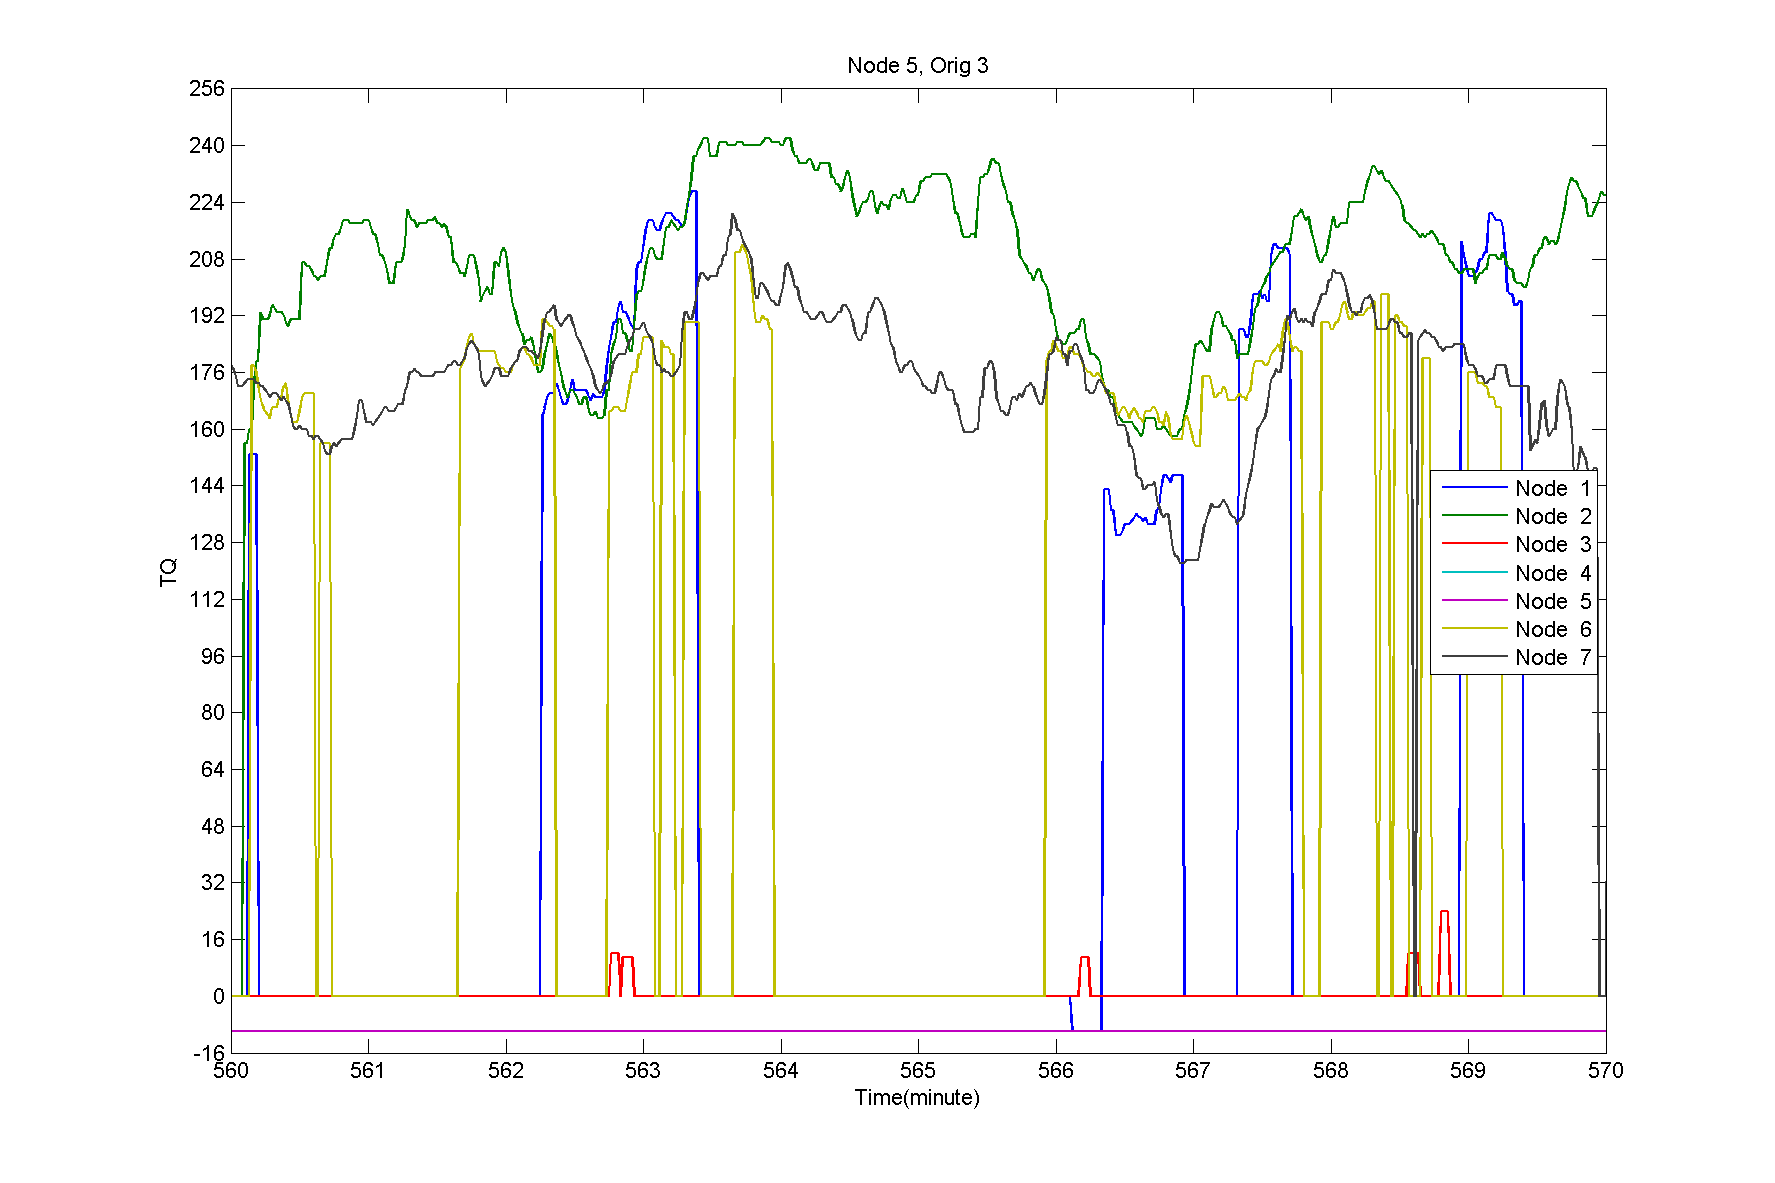 Node 5, Orig 3
256
240
224
208
192
176
160
144
128
112
96
80
64
48
32
16
0
-16
TQ
Node 1
Node 2
Node 3
Node 4
Node 5
Node 6
Node 7
560 561 562 563 564 565 566 567 568 569 570
Time(minute)